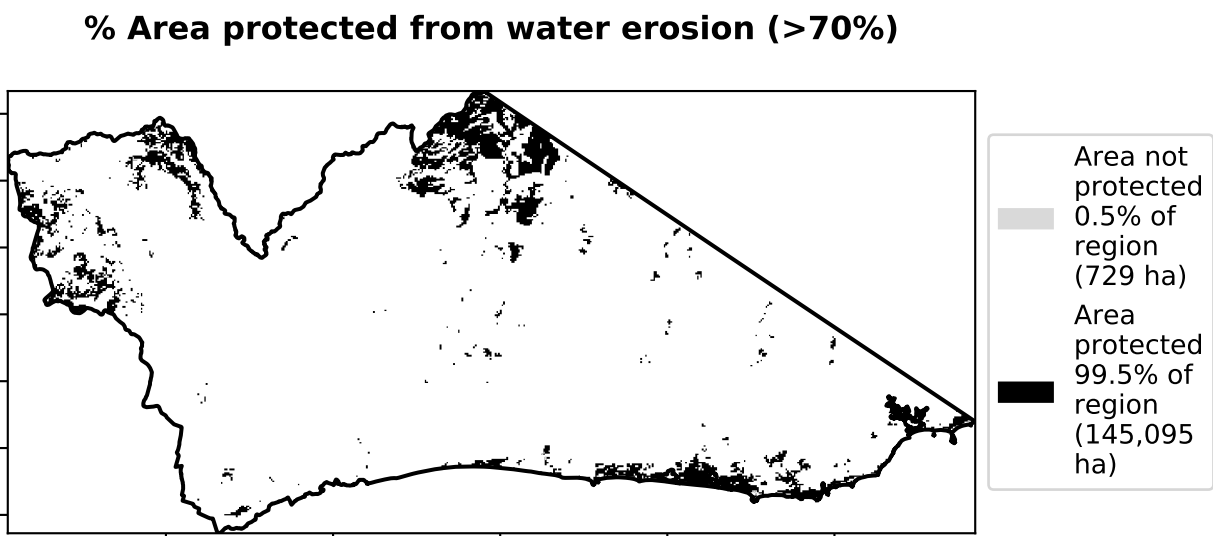 % Area protected from water erosion (>70%)
Area not
protected
0.5% of
region
(729 ha)
Area
protected
99.5% of
region
(145,095
ha)